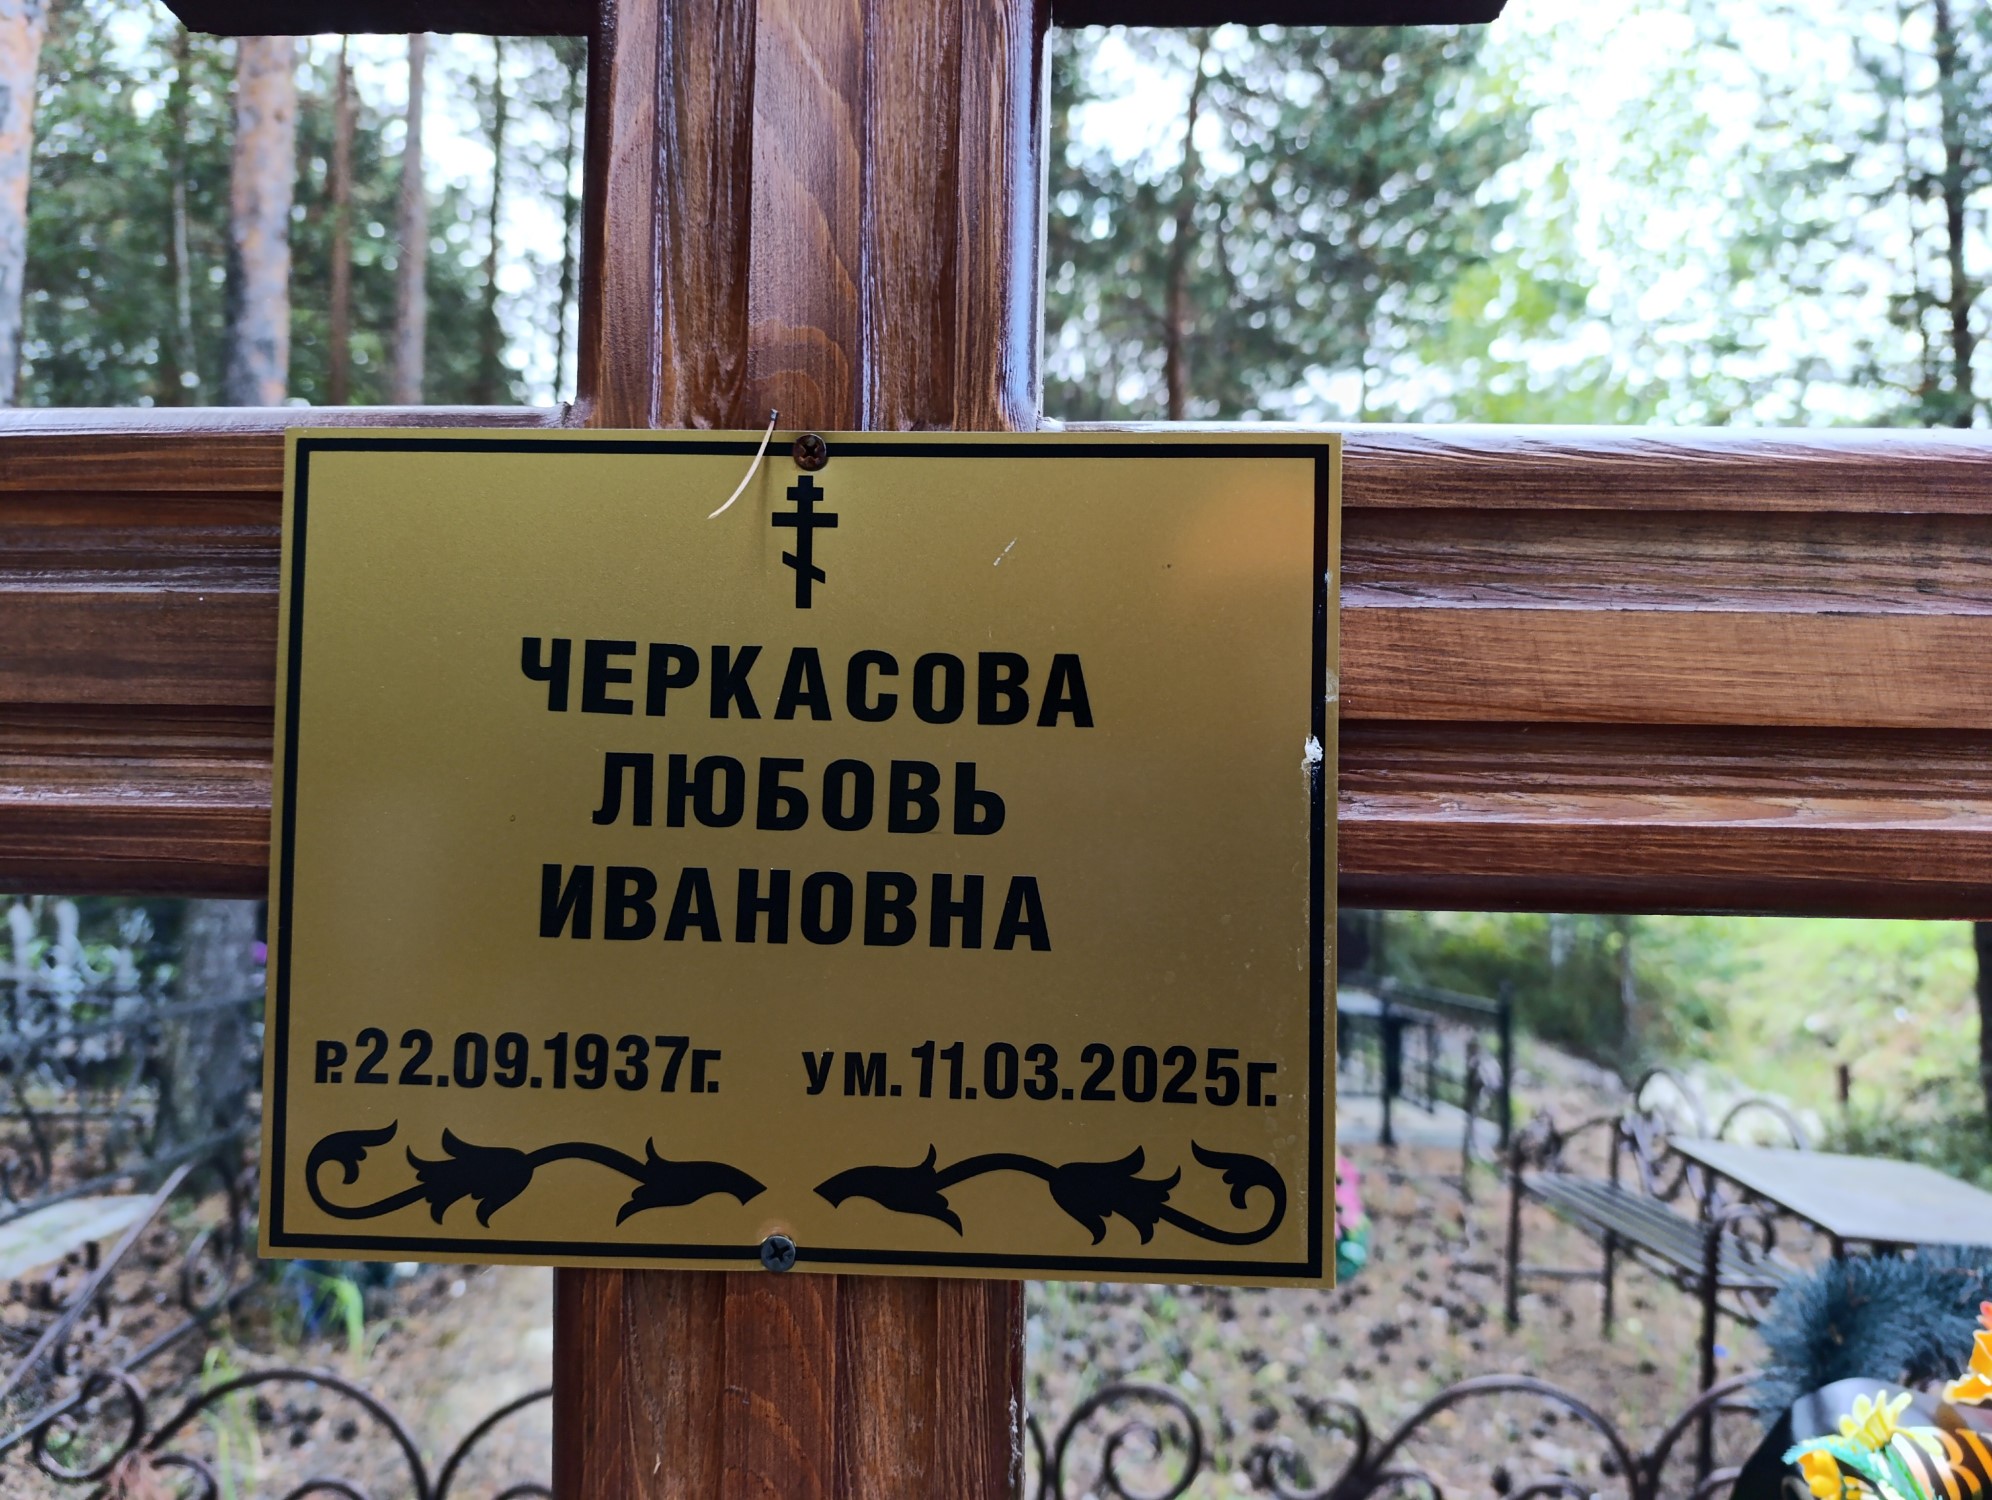 ЧЕРКАСОВА
ЛЮБОВЬ
ИВАНОВНА
р.22.09.1937г. ум.11.03.2025г.